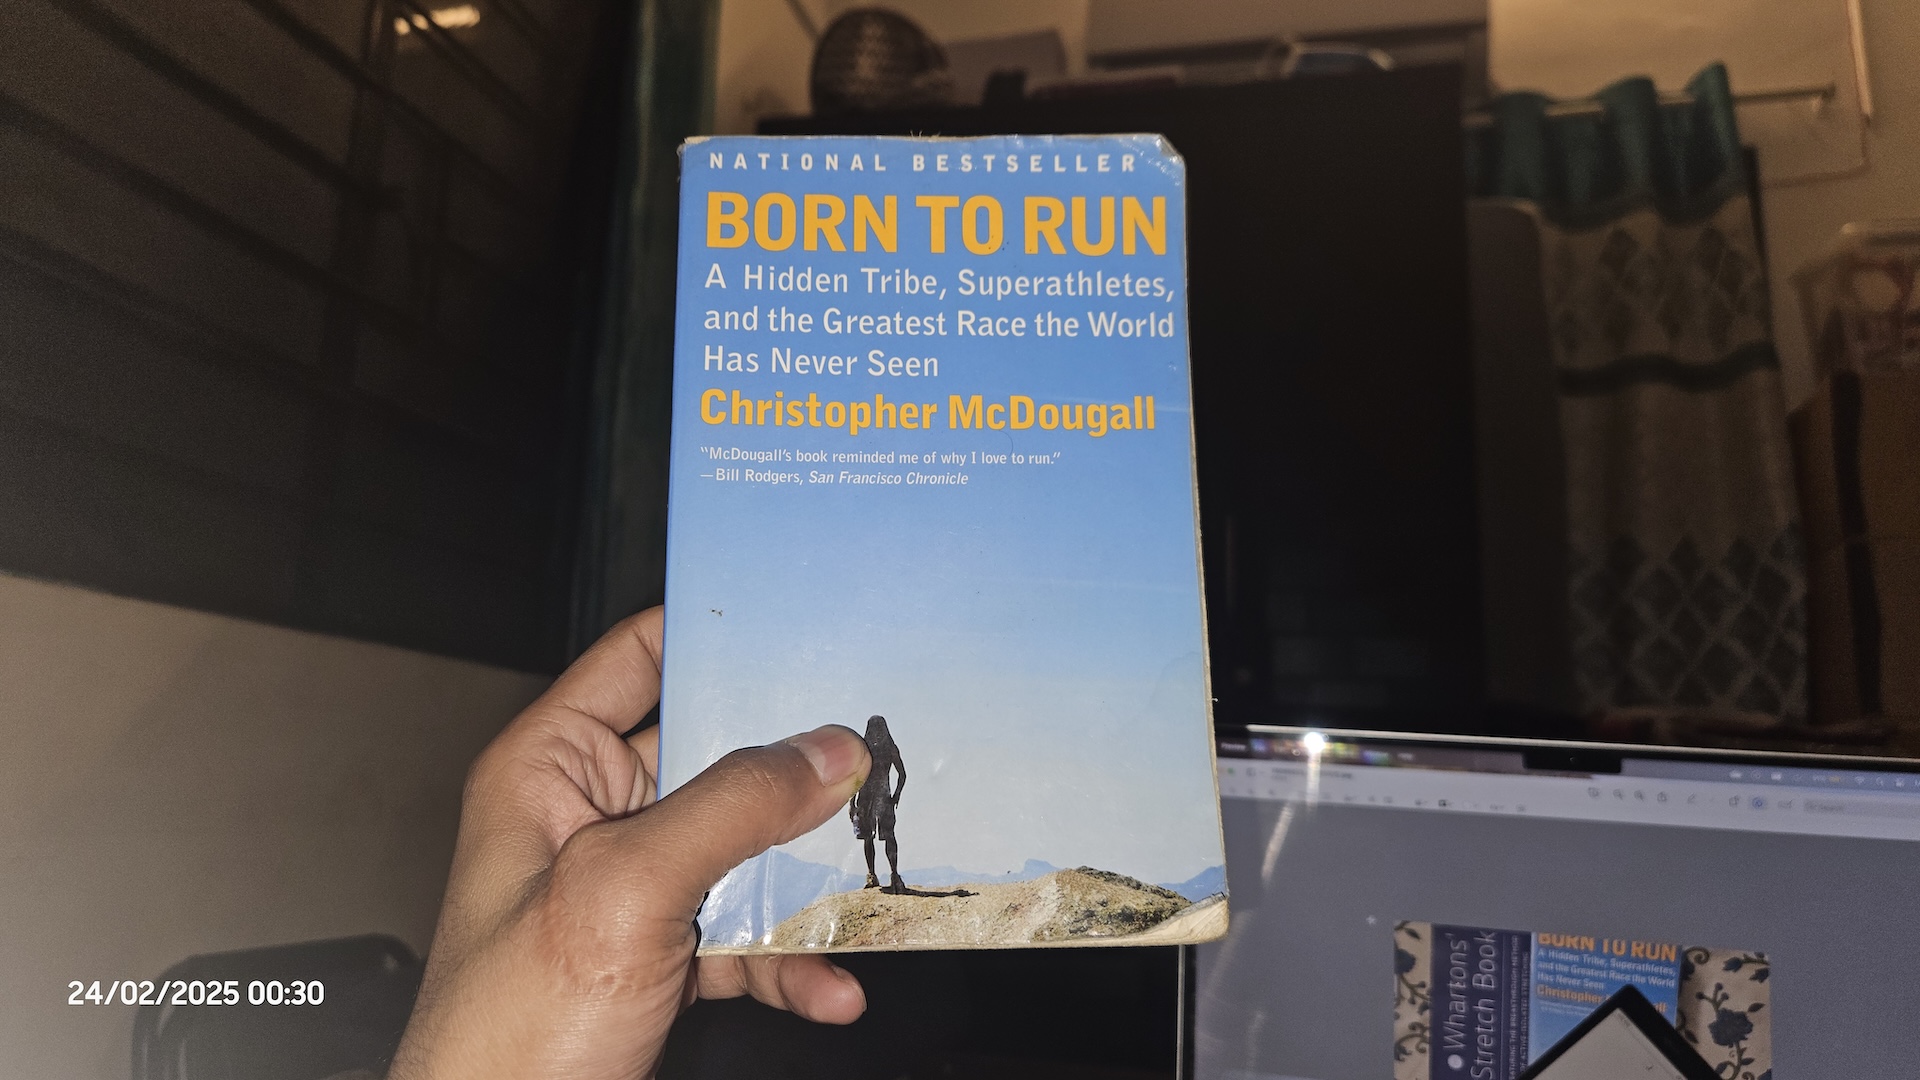 NATIONAL BESTSELLER
BORN TO RUN
A Hidden Tribe, Superathletes,
and the Greatest Race the World
Has Never Seen
Christopher McDougall
“McDougall’s book reminded me of why I love to run.”
—Bill Rodgers, San Francisco Chronicle
24/02/2025 00:30
Whartons'
Stretch Book
BORN TO RUN
A Hidden Tribe, Superathletes,
and the Greatest Race the World
Has Never Seen
Christopher